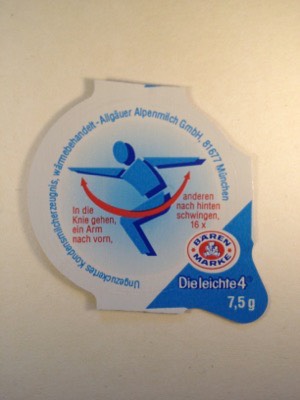 Ungezuckertes Kondensmilcherzeugnis, wärmebehandelt - Allgäuer Alpenmilch GmbH, 81677 München
In die
Knie gehen,
ein Arm
nach vorn,
anderen
nach hinten
schwingen,
16 x
BÄREN
MARKE
Die leichte 4
7,5 g